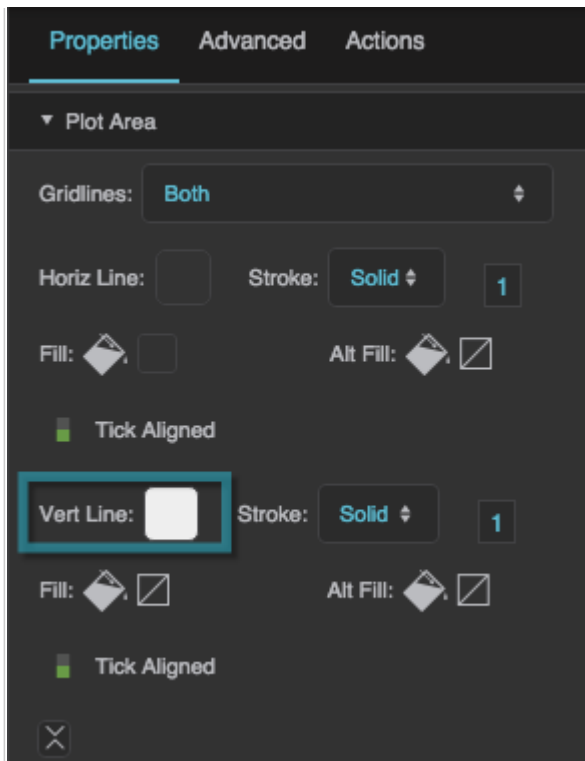 Properties Advanced Actions
Plot Area
Gridlines: Both
Horiz Line: Stroke: Solid 1
Fill: Alt Fill:
Tick Aligned
Vert Line: Stroke: Solid 1
Fill: Alt Fill:
Tick Aligned